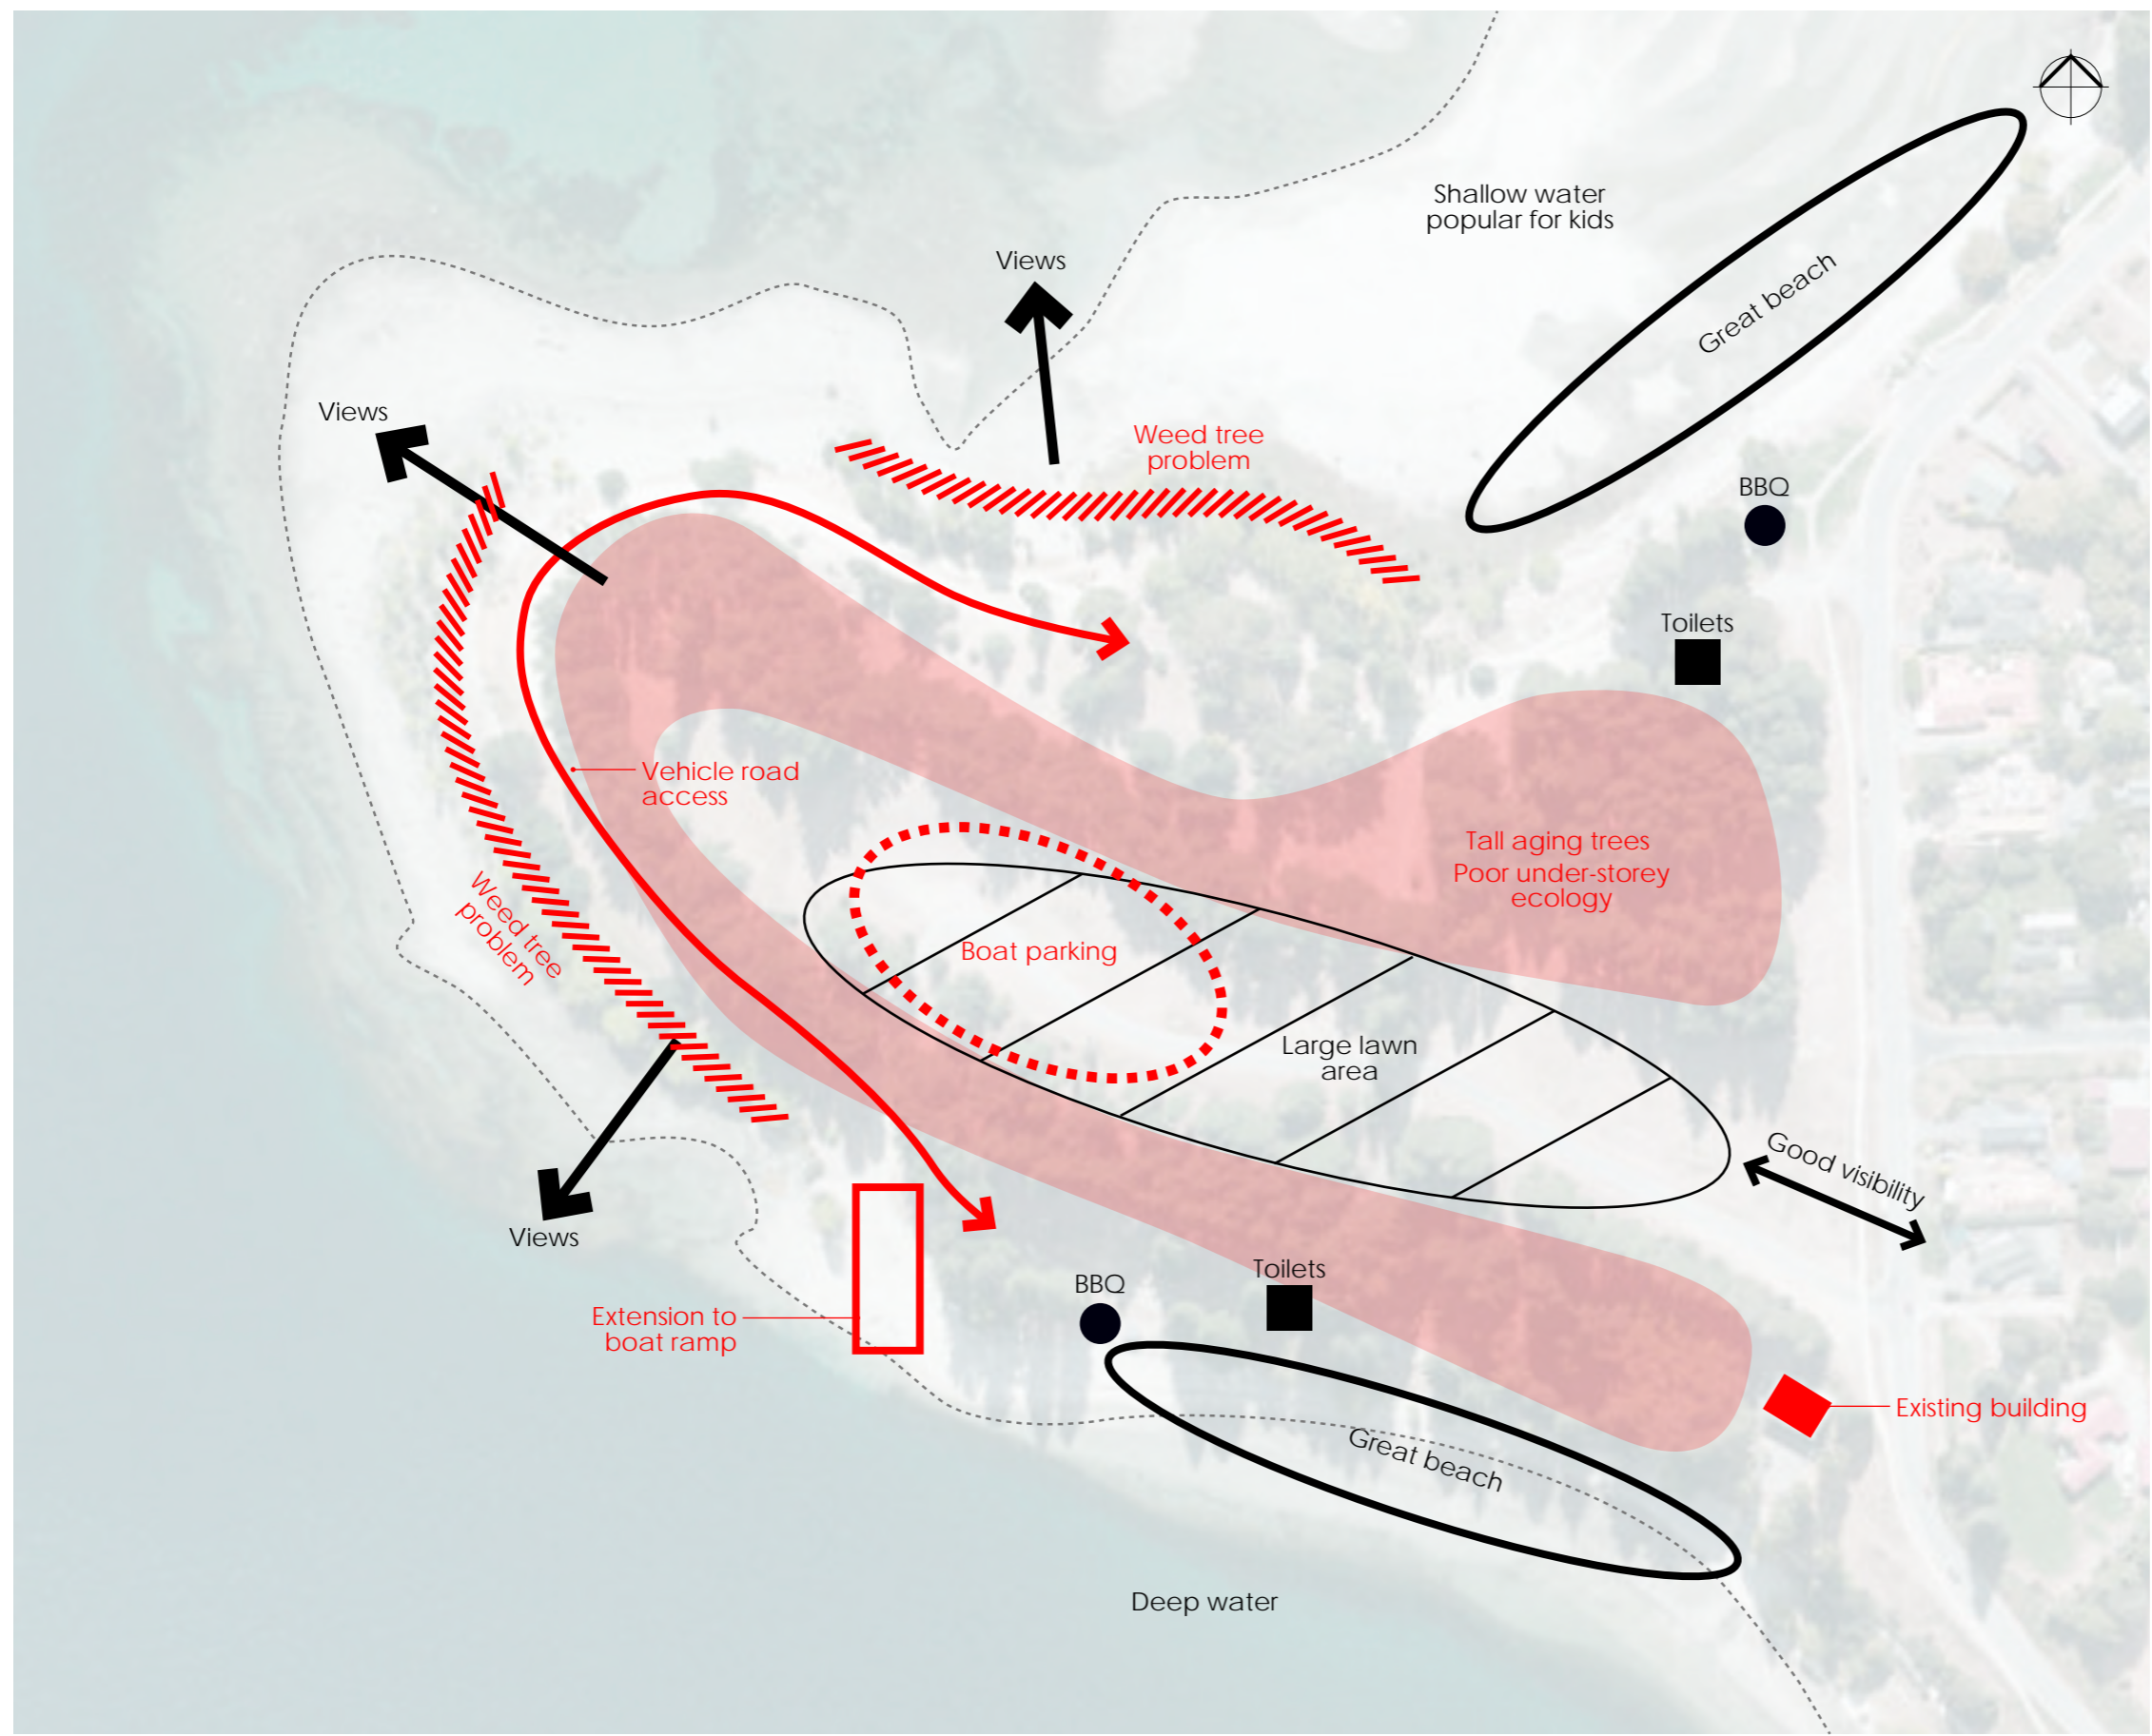 Shallow water
popular for kids
Views
Great beach
Views
Weed tree
problem
BBQ
Toilets
Vehicle road
access
Tall aging trees
Poor under-storey
ecology
Weed tree
problem
Boat parking
Large lawn
area
Good visibility
Views
Toilets
BBQ
Extension to
boat ramp
Existing building
Great beach
Deep water